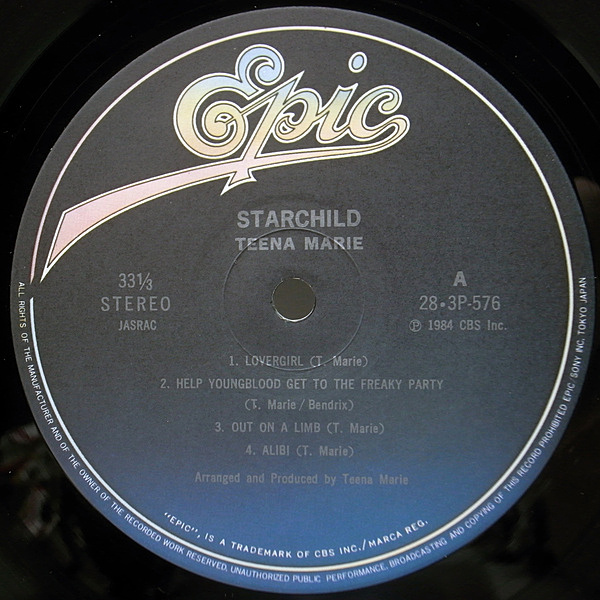 Epic
STARCHILD
TEENA MARIE
33⅓
STEREO
JASRAC
A
28•3P-576
Ⓟ 1984 CBS Inc.
1. LOVERGIRL (T. Marie)
2. HELP YOUNGBLOOD GET TO THE FREAKY PARTY
(T. Marie / Bendrix)
3. OUT ON A LIMB (T. Marie)
4. ALIBI (T. Marie)
Arranged and Produced by Teena Marie
"EPIC", IS A TRADEMARK OF CBS INC./MARCA REG.
ALL RIGHTS OF THE MANUFACTURER AND OF THE OWNER OF THE RECORDED WORK RESERVED, UNAUTHORIZED PUBLIC PERFORMANCE, BROADCASTING AND COPYING OF THIS RECORD PROHIBITED EPIC/SONY INC, TOKYO JAPAN